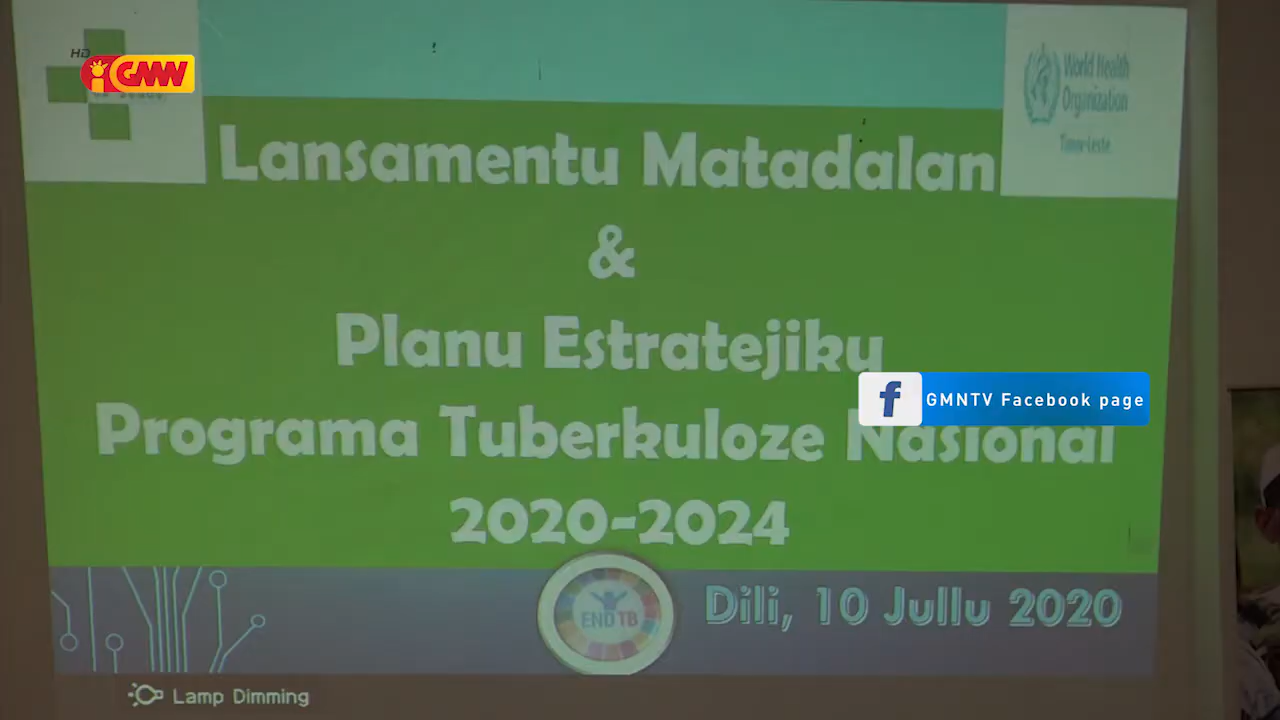 HD
GMN
World Health
Organization
Timor-Leste
Lansamentu Matadalan
&
Planu Estratejiku
GMNTV Facebook page
Programa Tuberkuloze Nasional
2020-2024
END TB
Dili, 10 Jullu 2020
Lamp Dimming